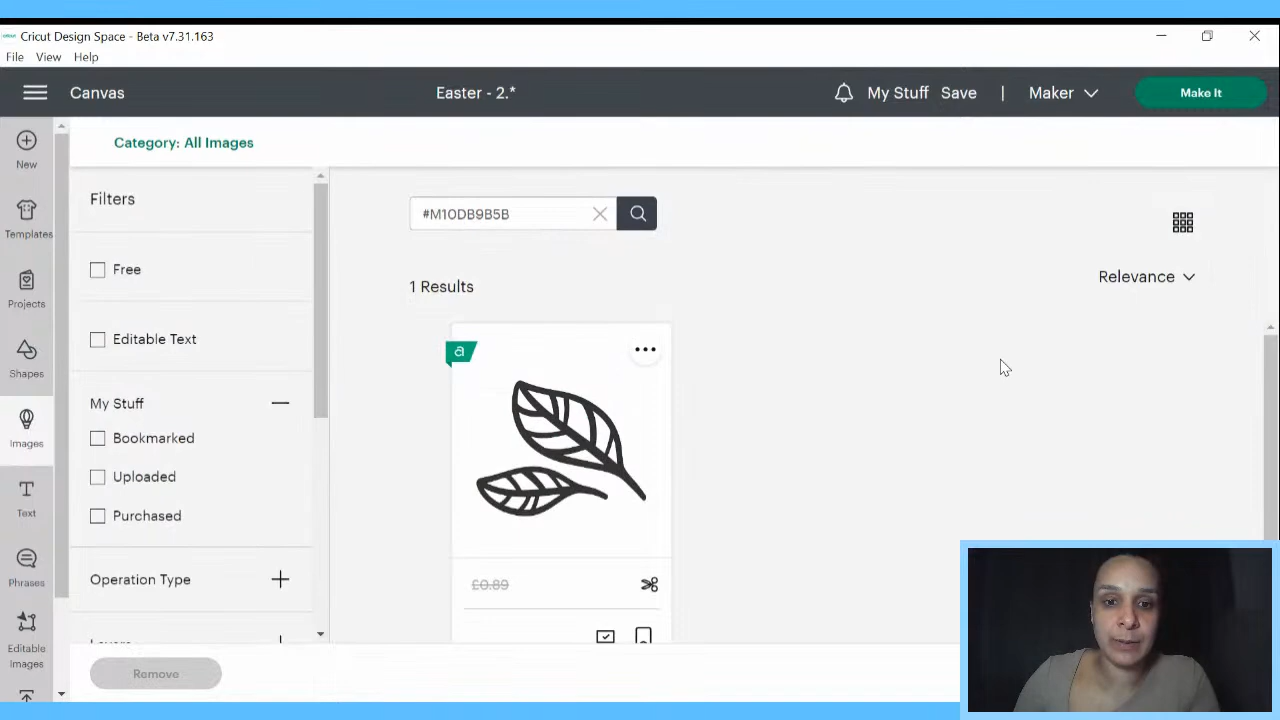 Cricut Design Space - Beta v7.31.163
File View Help
Canvas
Easter - 2.*
My Stuff Save | Maker
Make It
Category: All Images
New
Templates
Projects
Shapes
Images
Text
Phrases
Editable
Images
Filters
Free
Editable Text
My Stuff
Bookmarked
Uploaded
Purchased
Operation Type
Remove
#M10DB9B5B
1 Results
Relevance
a
£0.89